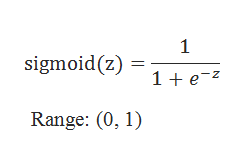 sigmoid(z) = 1 / (1 + e^{-z})
Range: (0, 1)